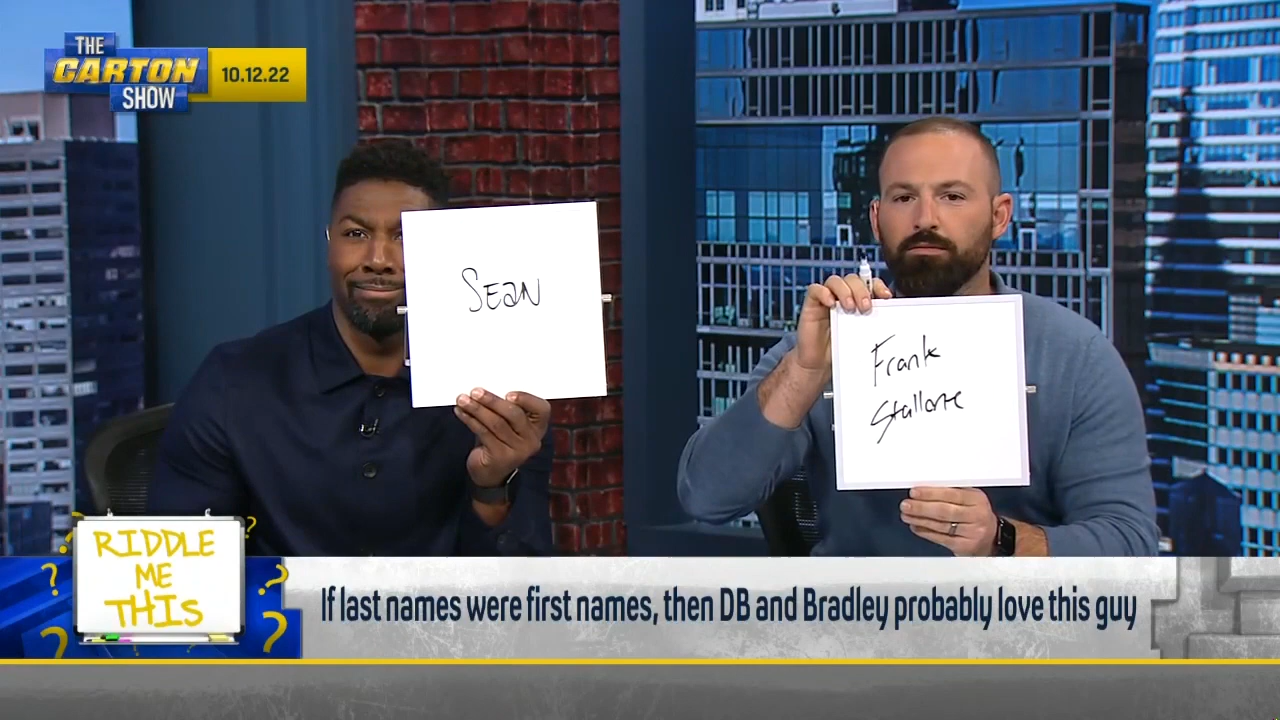 THE
CARTON
SHOW
10.12.22
SEAN
Frank
Stallone
RIDDLE
ME
THIS
If last names were first names, then DB and Bradley probably love this guy